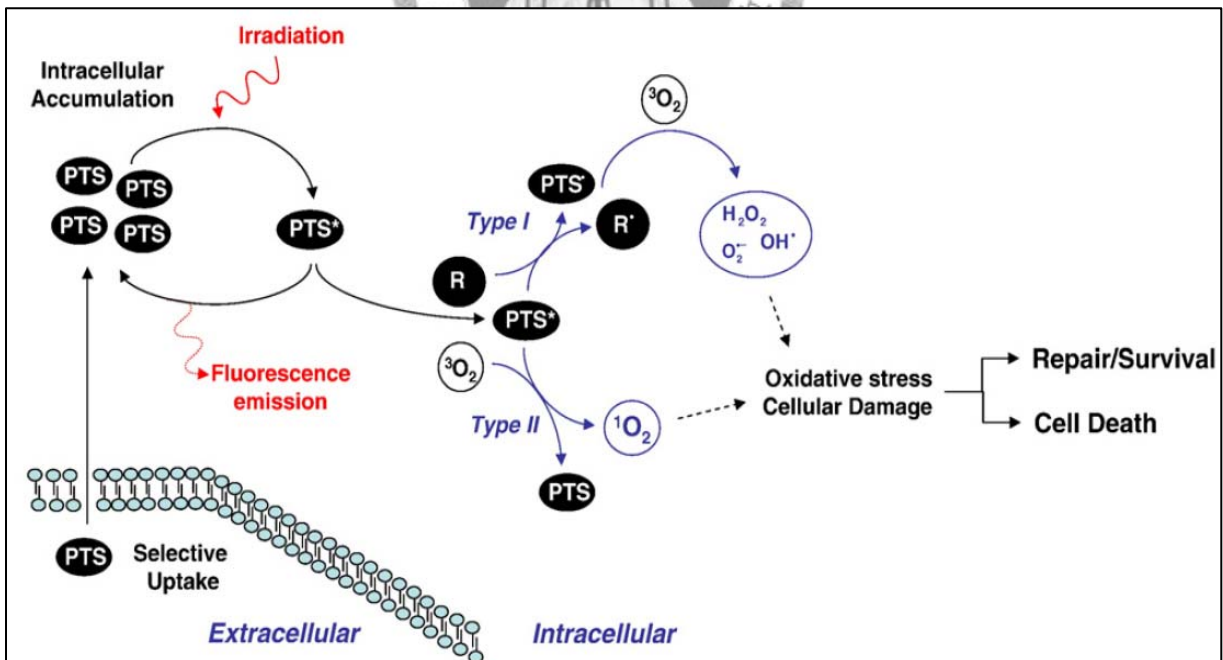 Irradiation
Intracellular
Accumulation
³O₂
PTS
PTS
PTS
PTS
PTS*
PTS•
R•
Type I
H₂O₂
O₂•⁻ OH•
R
PTS*
³O₂
Fluorescence
emission
Type II
¹O₂
Oxidative stress
Cellular Damage
Repair/Survival
Cell Death
PTS
PTS
Selective
Uptake
Extracellular
Intracellular